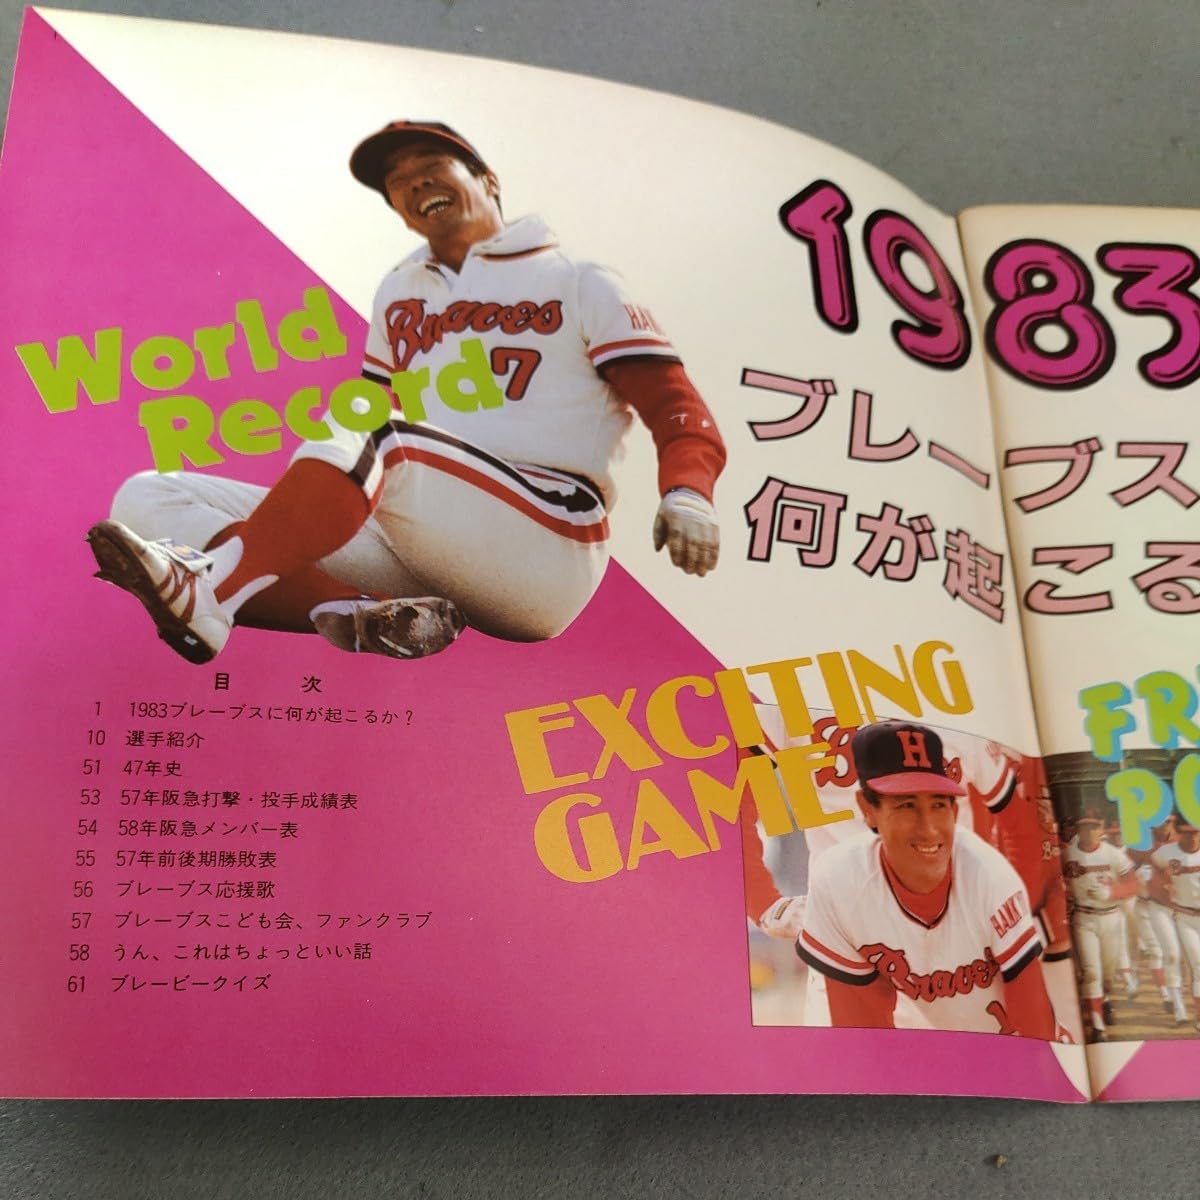 World
Record
Braves
7
HAN
1983
ブレーブス
何が起こる
EXCITING
GAME
H
HANK
Braves
1
FR
PO
目 次
1 1983ブレーブスに何が起こるか?
10 選手紹介
51 47年史
53 57年阪急打撃・投手成績表
54 58年阪急メンバー表
55 57年前後期勝敗表
56 ブレーブス応援歌
57 ブレーブスこども会、ファンクラブ
58 うん、これはちょっといい話
61 ブレービークイズ